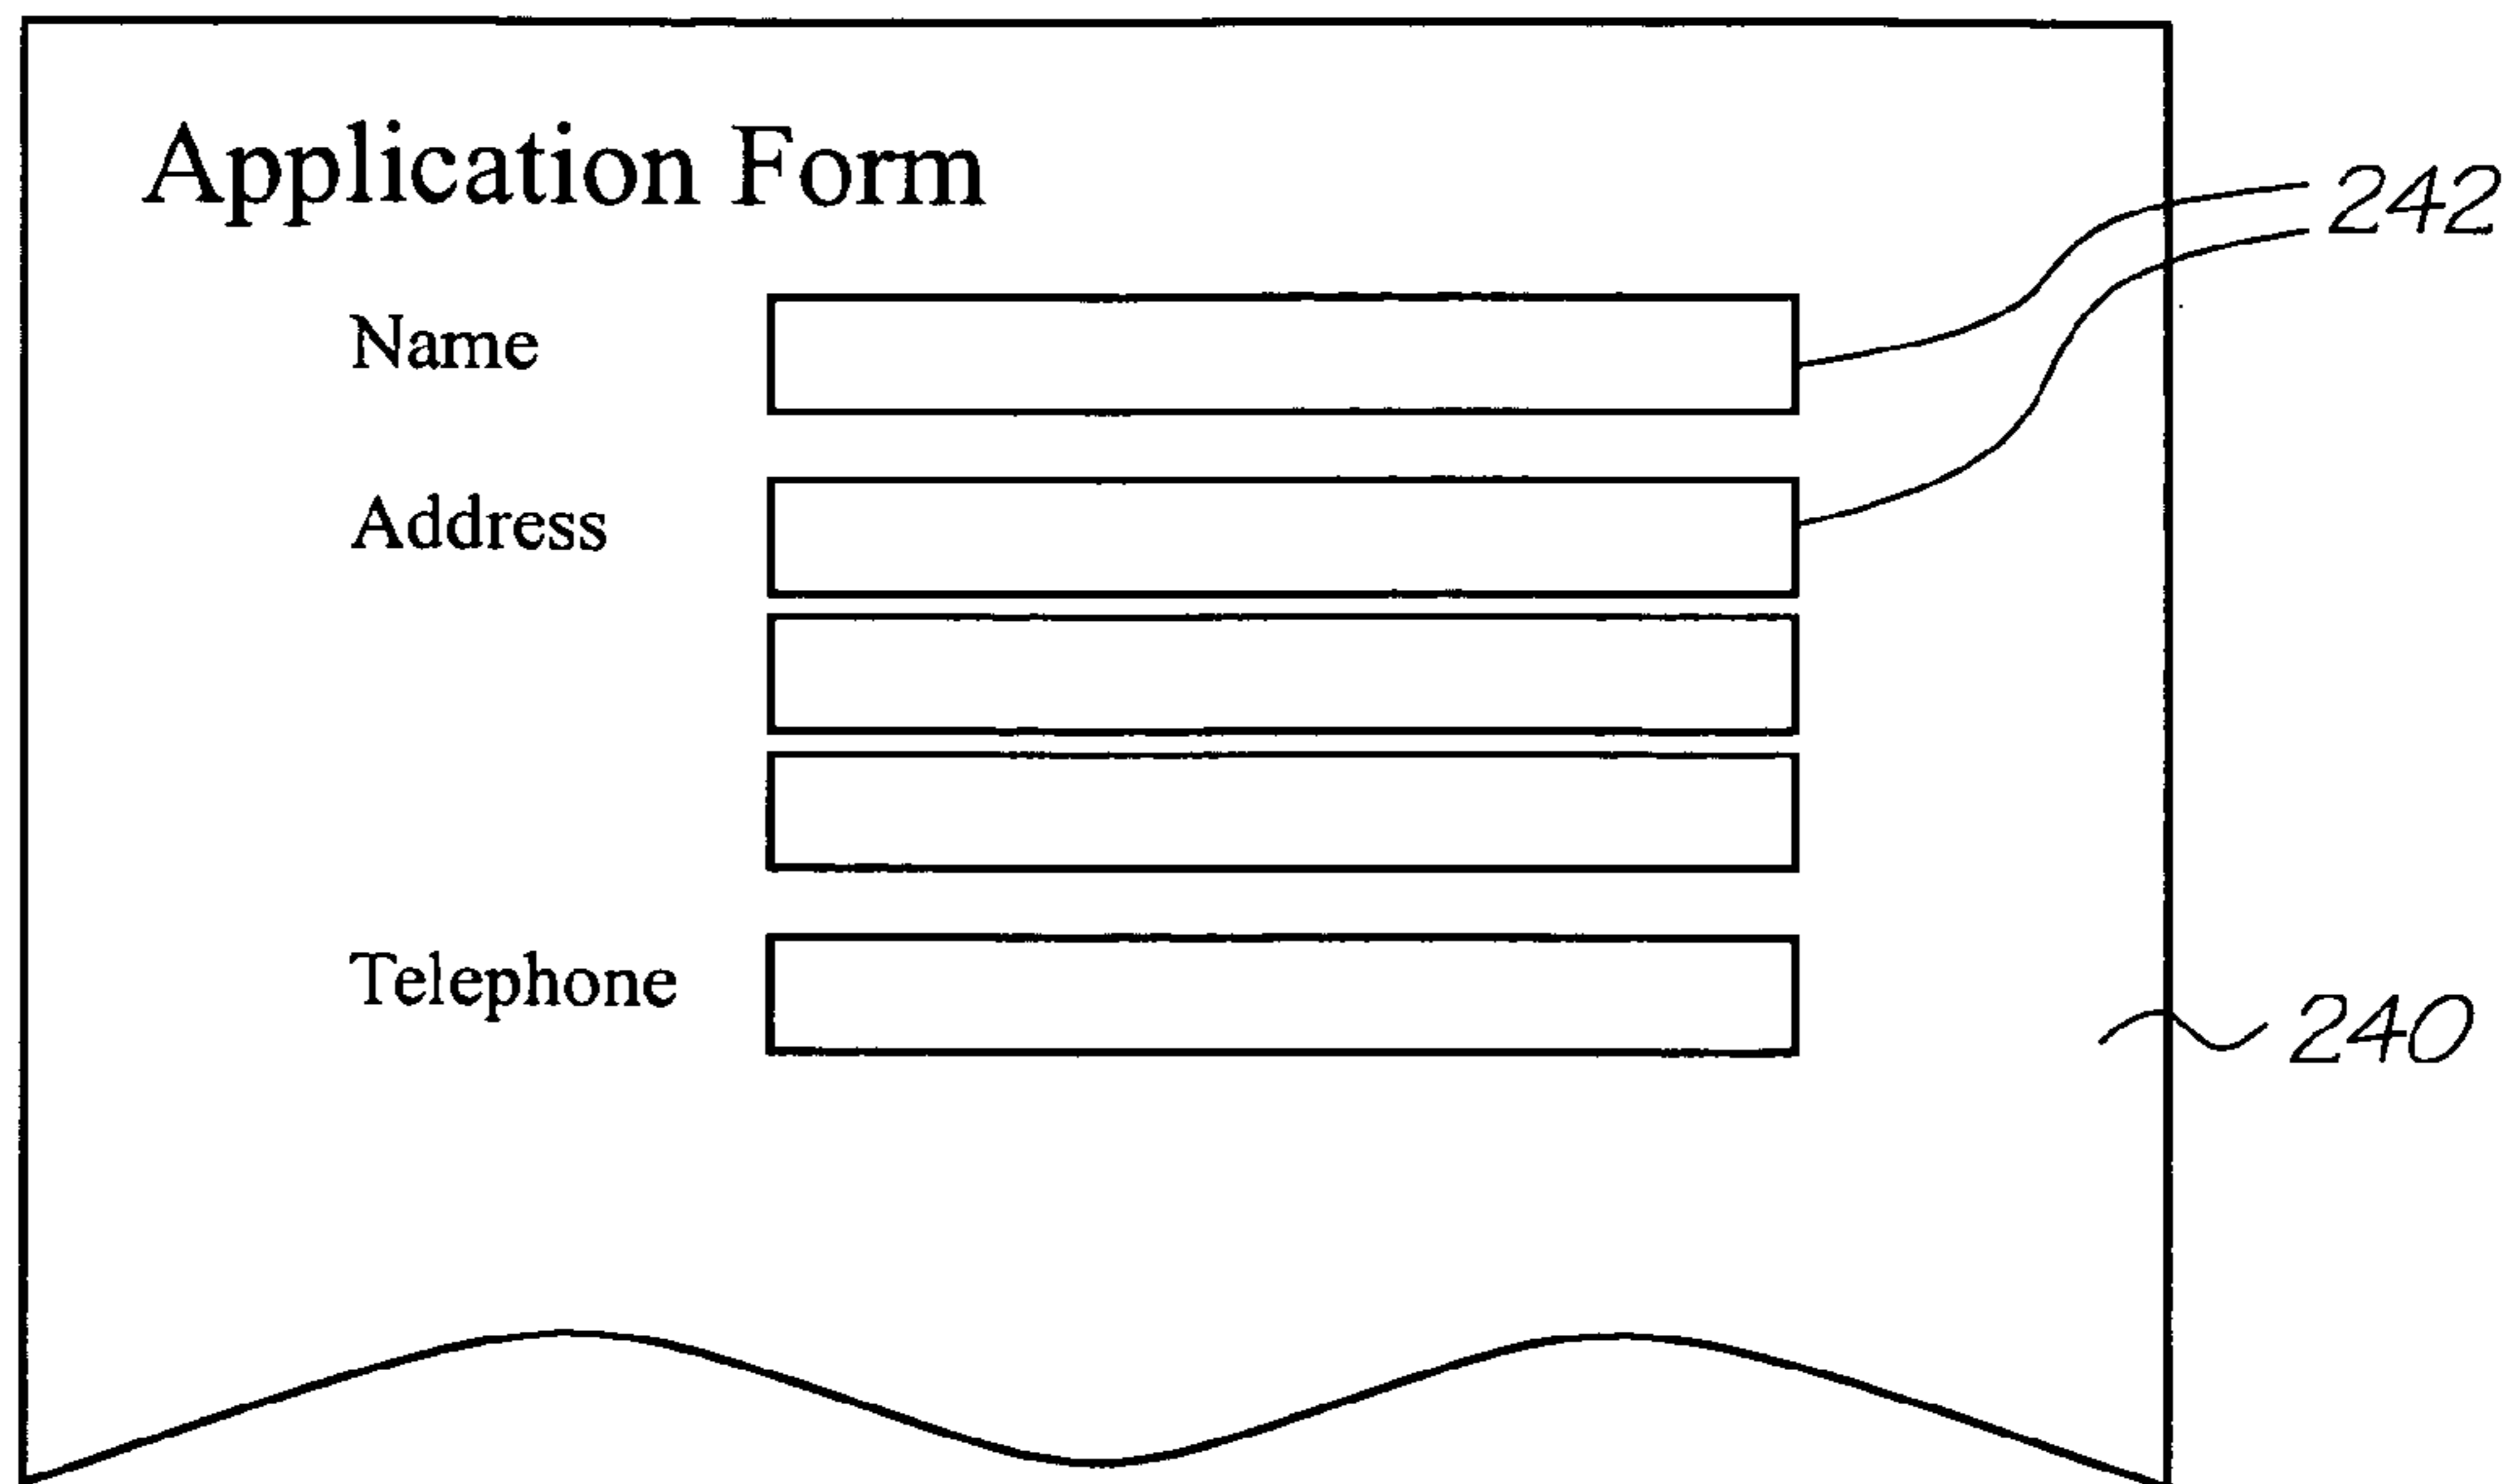 Application Form
242
Name
Address
Telephone
240